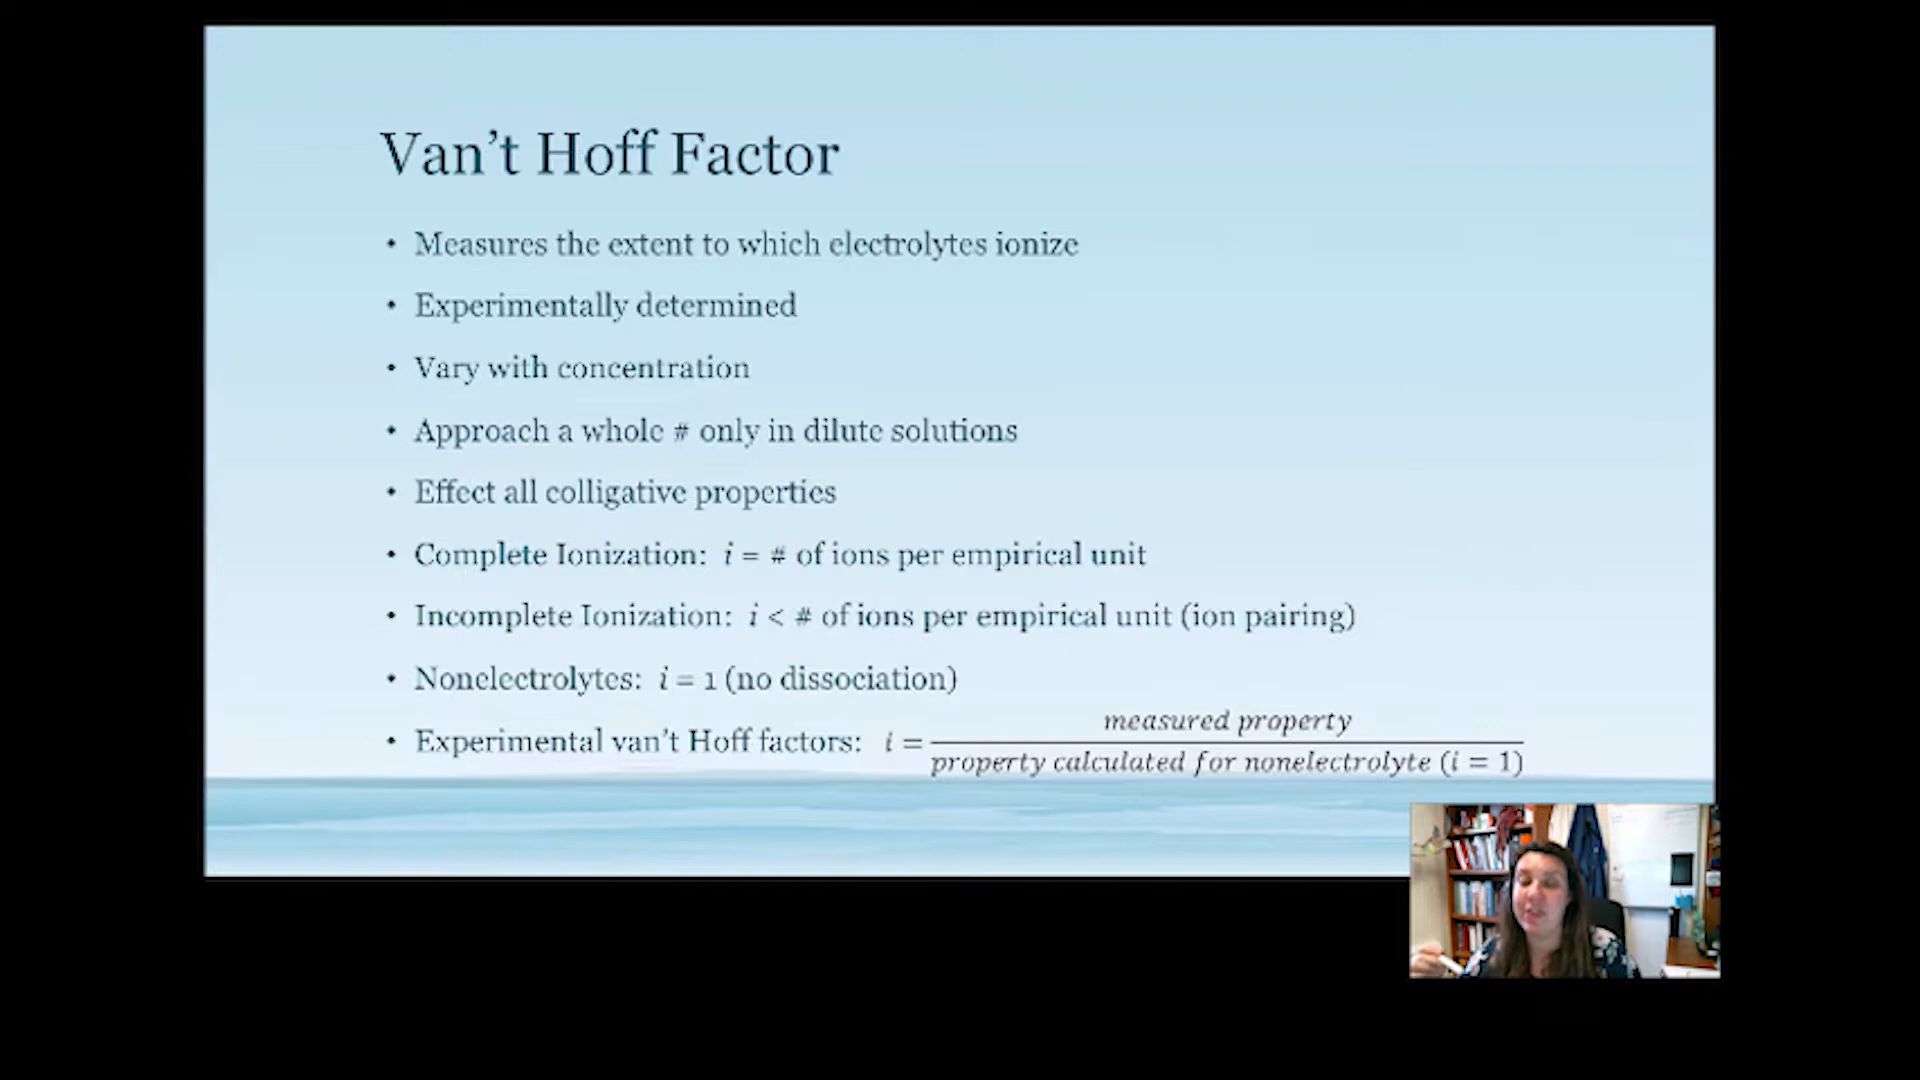 Van't Hoff Factor
• Measures the extent to which electrolytes ionize
• Experimentally determined
• Vary with concentration
• Approach a whole # only in dilute solutions
• Effect all colligative properties
• Complete Ionization: i = # of ions per empirical unit
• Incomplete Ionization: i < # of ions per empirical unit (ion pairing)
• Nonelectrolytes: i = 1 (no dissociation)
• Experimental van't Hoff factors: i = measured property / property calculated for nonelectrolyte (i = 1)